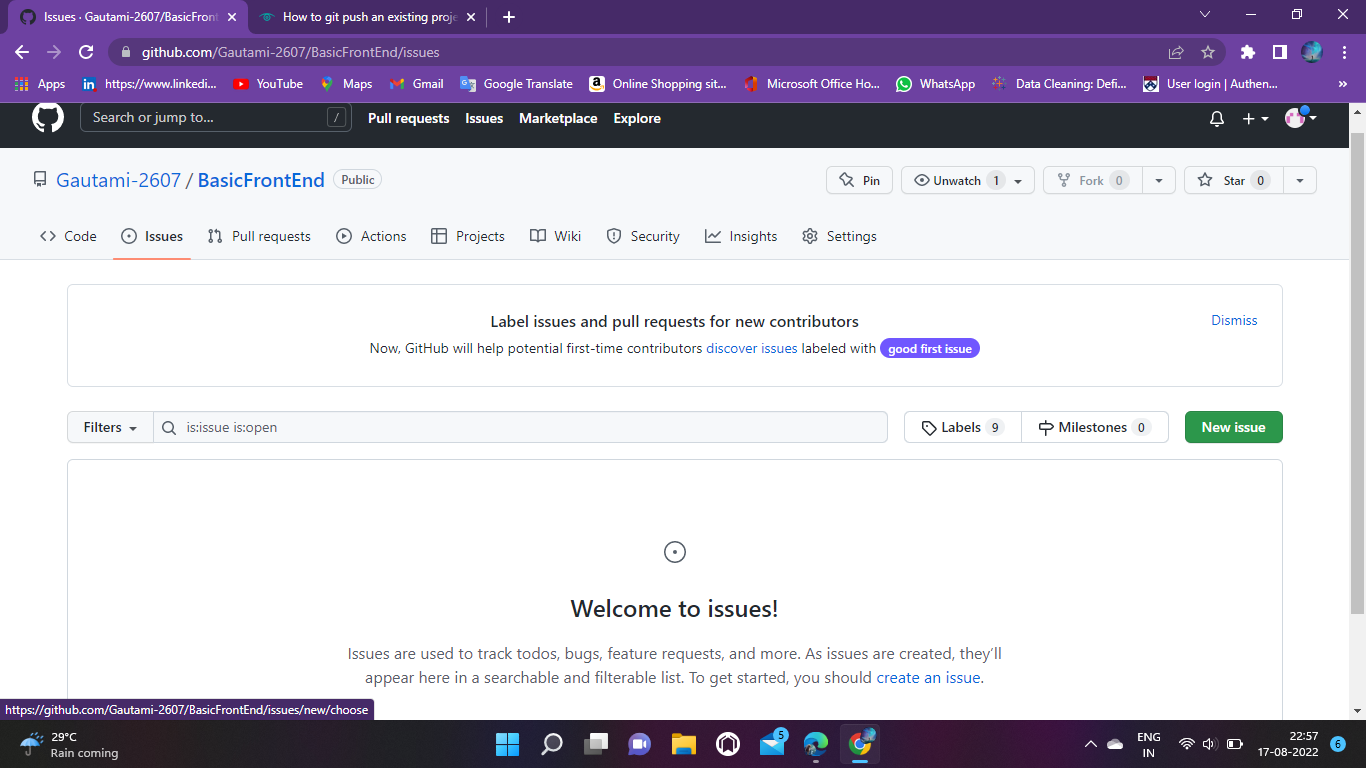 Issues · Gautami-2607/BasicFront
How to git push an existing proje
github.com/Gautami-2607/BasicFrontEnd/issues
Apps https://www.linkedi... YouTube Maps Gmail Google Translate Online Shopping sit... Microsoft Office Ho... WhatsApp Data Cleaning: Defi... User login | Authen... »
Search or jump to... / Pull requests Issues Marketplace Explore
Gautami-2607 / BasicFrontEnd Public Pin Unwatch 1 Fork 0 Star 0
Code Issues Pull requests Actions Projects Wiki Security Insights Settings
Label issues and pull requests for new contributors
Dismiss
Now, GitHub will help potential first-time contributors discover issues labeled with good first issue
Filters is:issue is:open Labels 9 Milestones 0 New issue
Welcome to issues!
Issues are used to track todos, bugs, feature requests, and more. As issues are created, they’ll
appear here in a searchable and filterable list. To get started, you should create an issue.
https://github.com/Gautami-2607/BasicFrontEnd/issues/new/choose
29°C
Rain coming
5
ENG
IN
22:57
17-08-2022
6